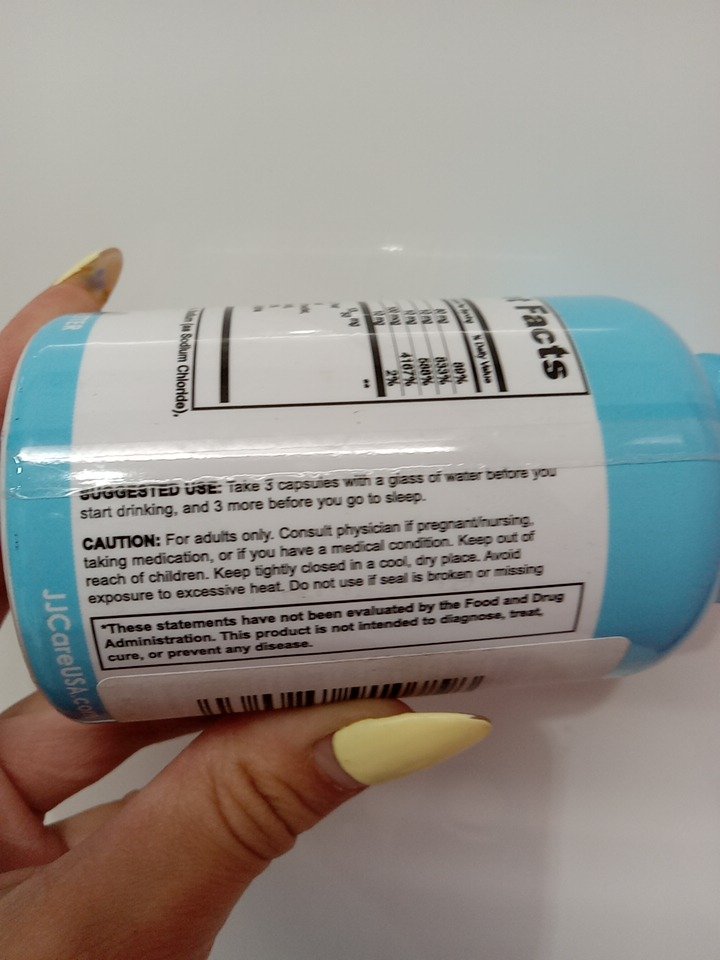 Facts
% Daily Value
89%
833%
588%
4167%
2%
**
(as Sodium Chloride),
SUGGESTED USE: Take 3 capsules with a glass of water before you
start drinking, and 3 more before you go to sleep.
CAUTION: For adults only. Consult physician if pregnant/nursing,
taking medication, or if you have a medical condition. Keep out of
reach of children. Keep tightly closed in a cool, dry place. Avoid
exposure to excessive heat. Do not use if seal is broken or missing
*These statements have not been evaluated by the Food and Drug
Administration. This product is not intended to diagnose, treat,
cure, or prevent any disease.
JJCareUSA.com